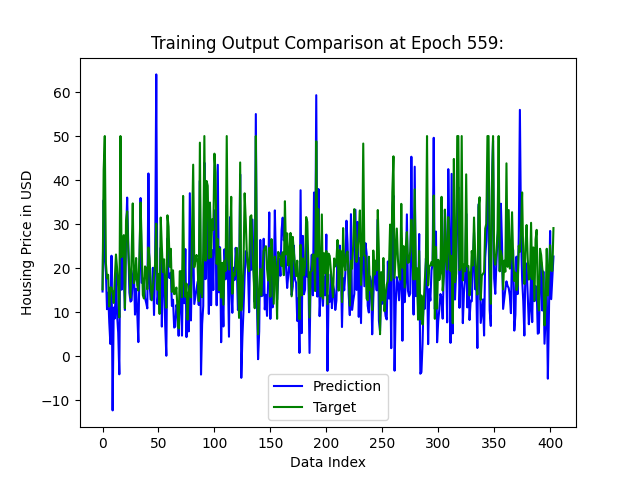 Training Output Comparison at Epoch 559:
Housing Price in USD
60
50
40
30
20
10
0
−10
0 50 100 150 200 250 300 350 400
Data Index
Prediction
Target